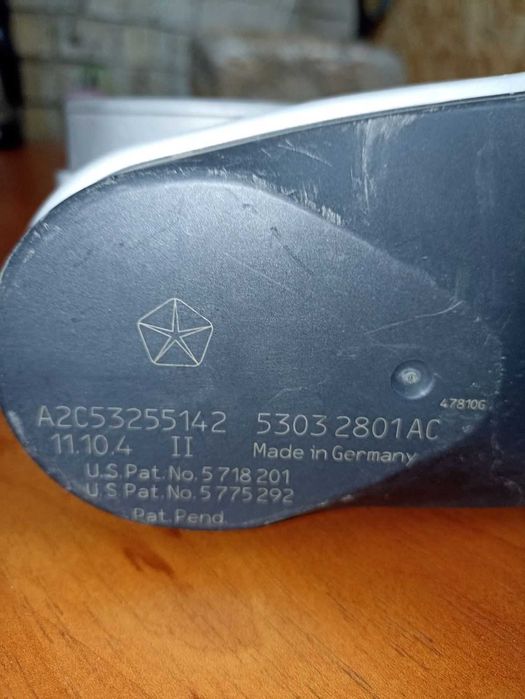 A2C53255142 53032801AC
478106
11.10.4 II Made in Germany
U.S.Pat.No.5718201
U.S.Pat.No.5775292
Pat.Pend.